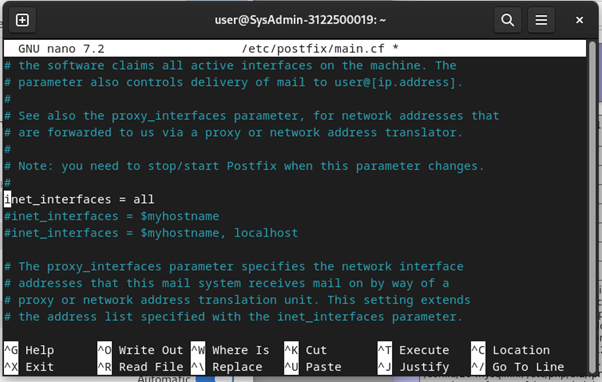 user@SysAdmin-3122500019: ~
GNU nano 7.2 /etc/postfix/main.cf *
# the software claims all active interfaces on the machine. The
# parameter also controls delivery of mail to user@[ip.address].
#
# See also the proxy_interfaces parameter, for network addresses that
# are forwarded to us via a proxy or network address translator.
#
# Note: you need to stop/start Postfix when this parameter changes.
#
inet_interfaces = all
#inet_interfaces = $myhostname
#inet_interfaces = $myhostname, localhost
# The proxy_interfaces parameter specifies the network interface
# addresses that this mail system receives mail on by way of a
# proxy or network address translation unit. This setting extends
# the address list specified with the inet_interfaces parameter.
^G Help ^O Write Out ^W Where Is ^K Cut ^T Execute ^C Location
^X Exit ^R Read File ^\ Replace ^U Paste ^J Justify ^/ Go To Line
Automatic